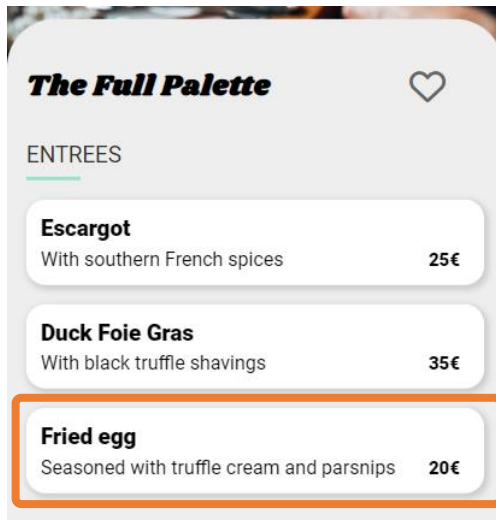 The Full Palette
ENTREES
Escargot
With southern French spices 25€
Duck Foie Gras
With black truffle shavings 35€
Fried egg
Seasoned with truffle cream and parsnips 20€